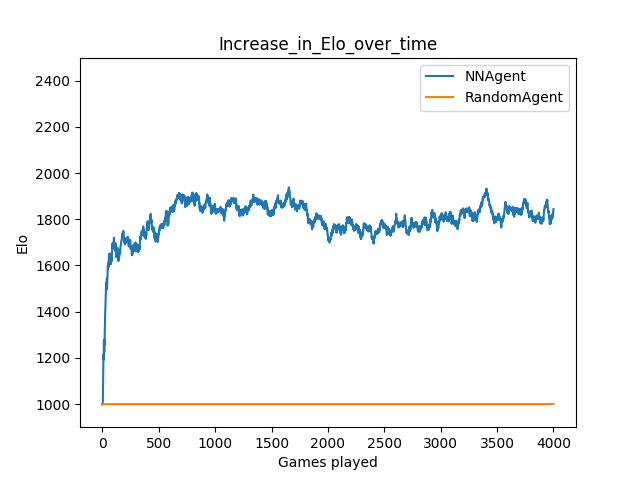 Increase_in_Elo_over_time
NNAgent
RandomAgent
2400
2200
2000
1800
1600
1400
1200
1000
Elo
0 500 1000 1500 2000 2500 3000 3500 4000
Games played